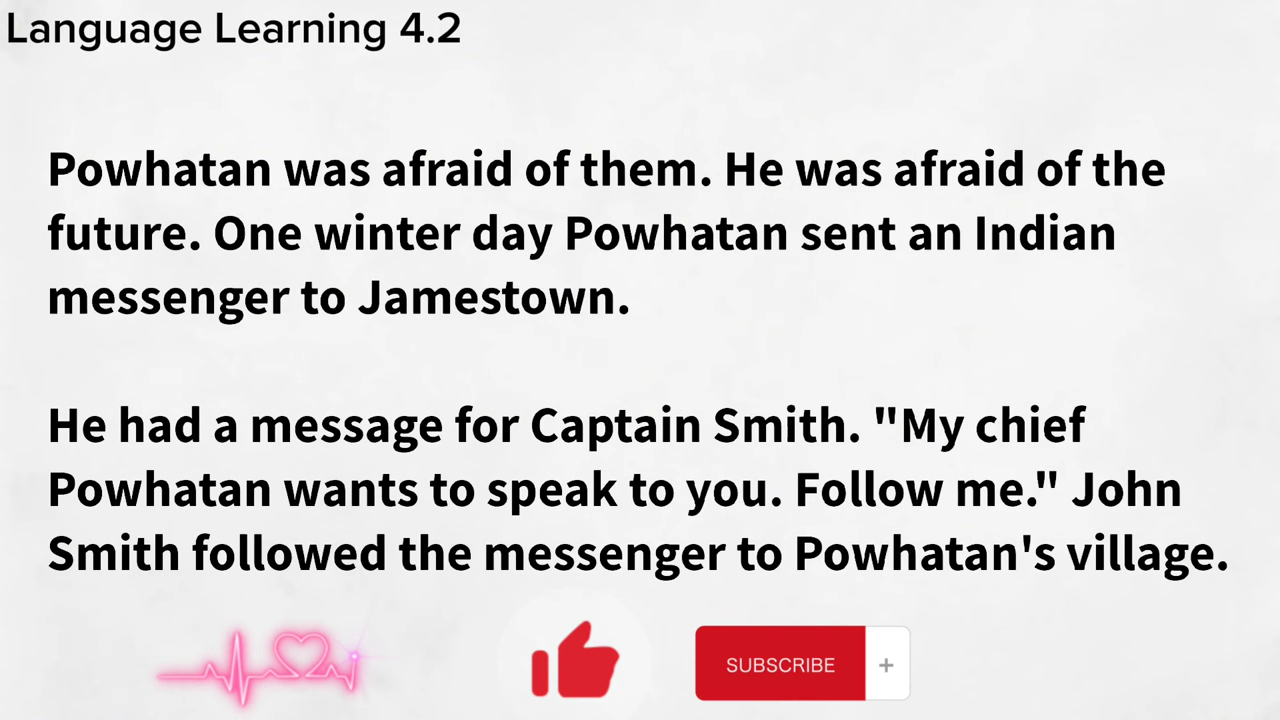 Language Learning 4.2
Powhatan was afraid of them. He was afraid of the
future. One winter day Powhatan sent an Indian
messenger to Jamestown.
He had a message for Captain Smith. "My chief
Powhatan wants to speak to you. Follow me." John
Smith followed the messenger to Powhatan's village.
SUBSCRIBE +